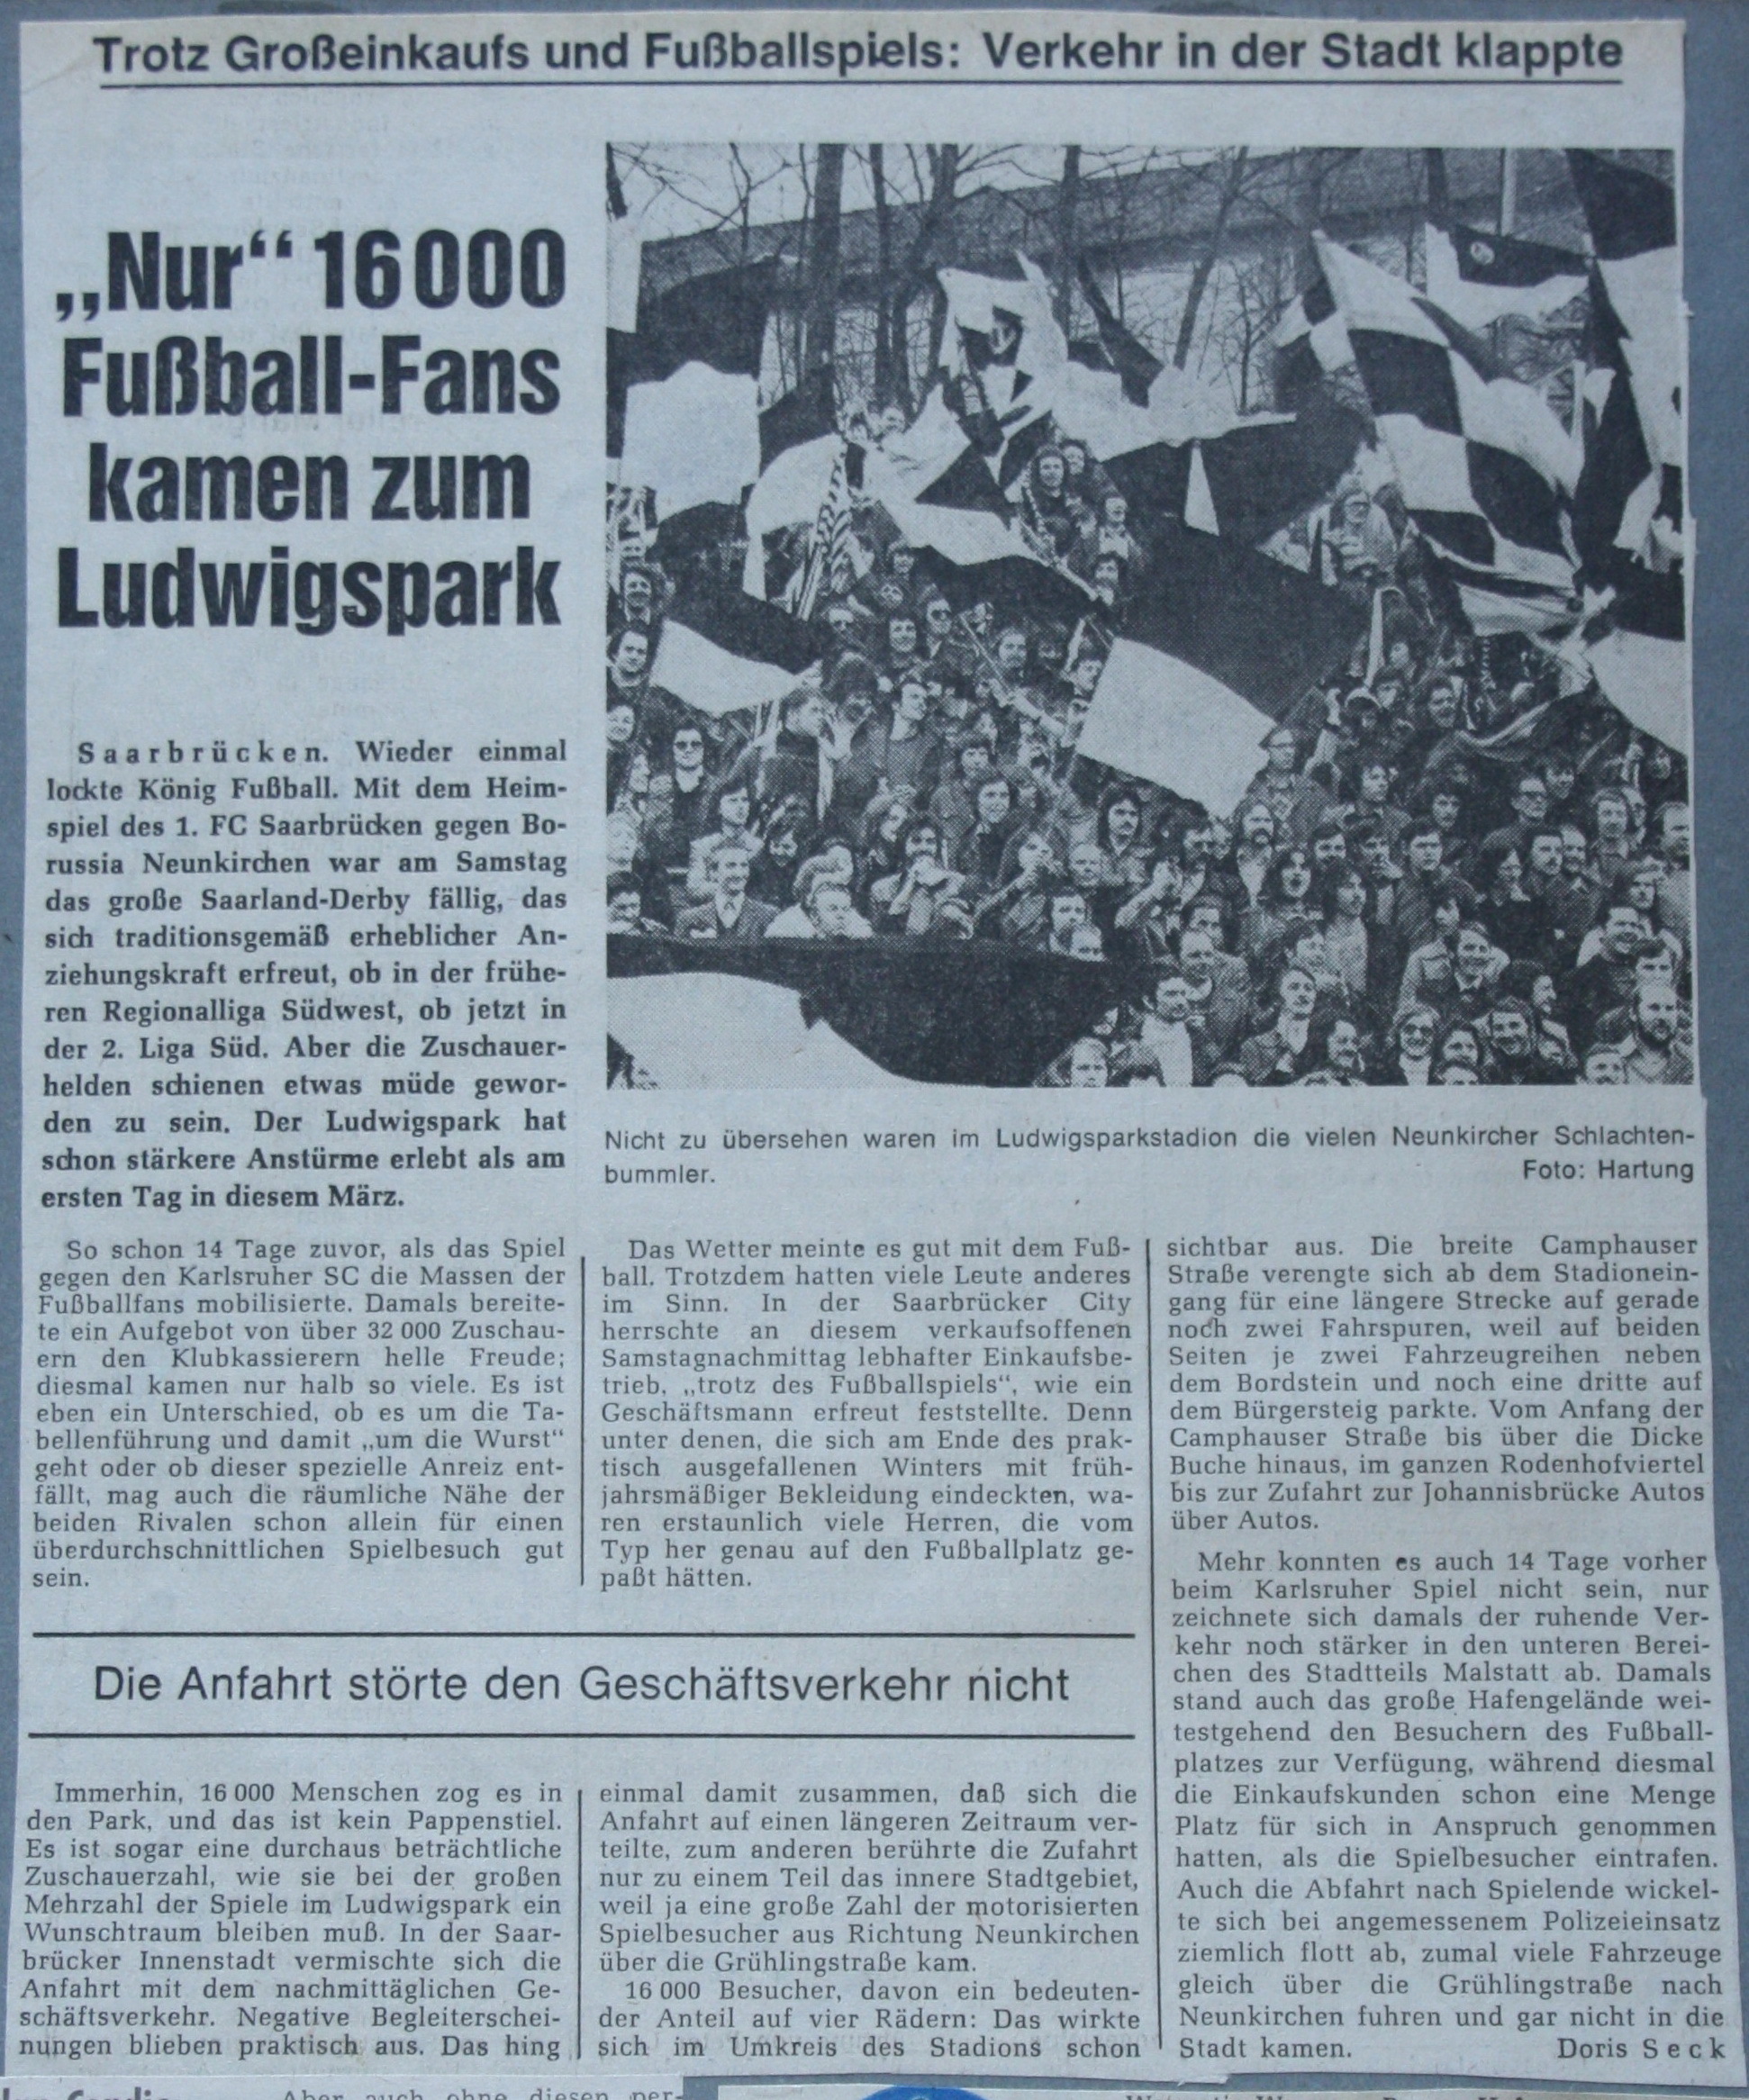 Trotz Großeinkaufs und Fußballspiels: Verkehr in der Stadt klappte
„Nur“ 16 000
Fußball-Fans
kamen zum
Ludwigspark
Saarbrücken. Wieder einmal
lockte König Fußball. Mit dem Heim-
spiel des 1. FC Saarbrücken gegen Bo-
russia Neunkirchen war am Samstag
das große Saarland-Derby fällig, das
sich traditionsgemäß erheblicher An-
ziehungskraft erfreut, ob in der frühe-
ren Regionalliga Südwest, ob jetzt in
der 2. Liga Süd. Aber die Zuschauer-
helden schienen etwas müde gewor-
den zu sein. Der Ludwigspark hat
schon stärkere Anstürme erlebt als am
ersten Tag in diesem März.
Nicht zu übersehen waren im Ludwigsparkstadion die vielen Neunkircher Schlachten-
bummler. Foto: Hartung
So schon 14 Tage zuvor, als das Spiel
gegen den Karlsruher SC die Massen der
Fußballfans mobilisierte. Damals bereite-
te ein Aufgebot von über 32 000 Zuschau-
ern den Klubkassierern helle Freude;
diesmal kamen nur halb so viele. Es ist
eben ein Unterschied, ob es um die Ta-
bellenführung und damit „um die Wurst“
geht oder ob dieser spezielle Anreiz ent-
fällt, mag auch die räumliche Nähe der
beiden Rivalen schon allein für einen
überdurchschnittlichen Spielbesuch gut
sein.
Das Wetter meinte es gut mit dem Fuß-
ball. Trotzdem hatten viele Leute anderes
im Sinn. In der Saarbrücker City
herrschte an diesem verkaufsoffenen
Samstagnachmittag lebhafter Einkaufsbe-
trieb, „trotz des Fußballspiels“, wie ein
Geschäftsmann erfreut feststellte. Denn
unter denen, die sich am Ende des prak-
tisch ausgefallenen Winters mit früh-
jahrsmäßiger Bekleidung eindeckten, wa-
ren erstaunlich viele Herren, die vom
Typ her genau auf den Fußballplatz ge-
paßt hätten.
Die Anfahrt störte den Geschäftsverkehr nicht
Immerhin, 16 000 Menschen zog es in
den Park, und das ist kein Pappenstiel.
Es ist sogar eine durchaus beträchtliche
Zuschauerzahl, wie sie bei der großen
Mehrzahl der Spiele im Ludwigspark ein
Wunschtraum bleiben muß. In der Saar-
brücker Innenstadt vermischte sich die
Anfahrt mit dem nachmittäglichen Ge-
schäftsverkehr. Negative Begleiterschei-
nungen blieben praktisch aus. Das hing
einmal damit zusammen, daß sich die
Anfahrt auf einen längeren Zeitraum ver-
teilte, zum anderen berührte die Zufahrt
nur zu einem Teil das innere Stadtgebiet,
weil ja eine große Zahl der motorisierten
Spielbesucher aus Richtung Neunkirchen
über die Grühlingstraße kam.
16 000 Besucher, davon ein bedeuten-
der Anteil auf vier Rädern: Das wirkte
sich im Umkreis des Stadions schon
sichtbar aus. Die breite Camphauser
Straße verengte sich ab dem Stadionein-
gang für eine längere Strecke auf gerade
noch zwei Fahrspuren, weil auf beiden
Seiten je zwei Fahrzeugreihen neben
dem Bordstein und noch eine dritte auf
dem Bürgersteig parkte. Vom Anfang der
Camphauser Straße bis über die Dicke
Buche hinaus, im ganzen Rodenhofviertel
bis zur Zufahrt zur Johannisbrücke Autos
über Autos.
Mehr konnten es auch 14 Tage vorher
beim Karlsruher Spiel nicht sein, nur
zeichnete sich damals der ruhende Ver-
kehr noch stärker in den unteren Berei-
chen des Stadtteils Malstatt ab. Damals
stand auch das große Hafengelände wei-
testgehend den Besuchern des Fußball-
platzes zur Verfügung, während diesmal
die Einkaufskunden schon eine Menge
Platz für sich in Anspruch genommen
hatten, als die Spielbesucher eintrafen.
Auch die Abfahrt nach Spielende wickel-
te sich bei angemessenem Polizeieinsatz
ziemlich flott ab, zumal viele Fahrzeuge
gleich über die Grühlingstraße nach
Neunkirchen fuhren und gar nicht in die
Stadt kamen. Doris Seck
Aber auch ohne diesen per-